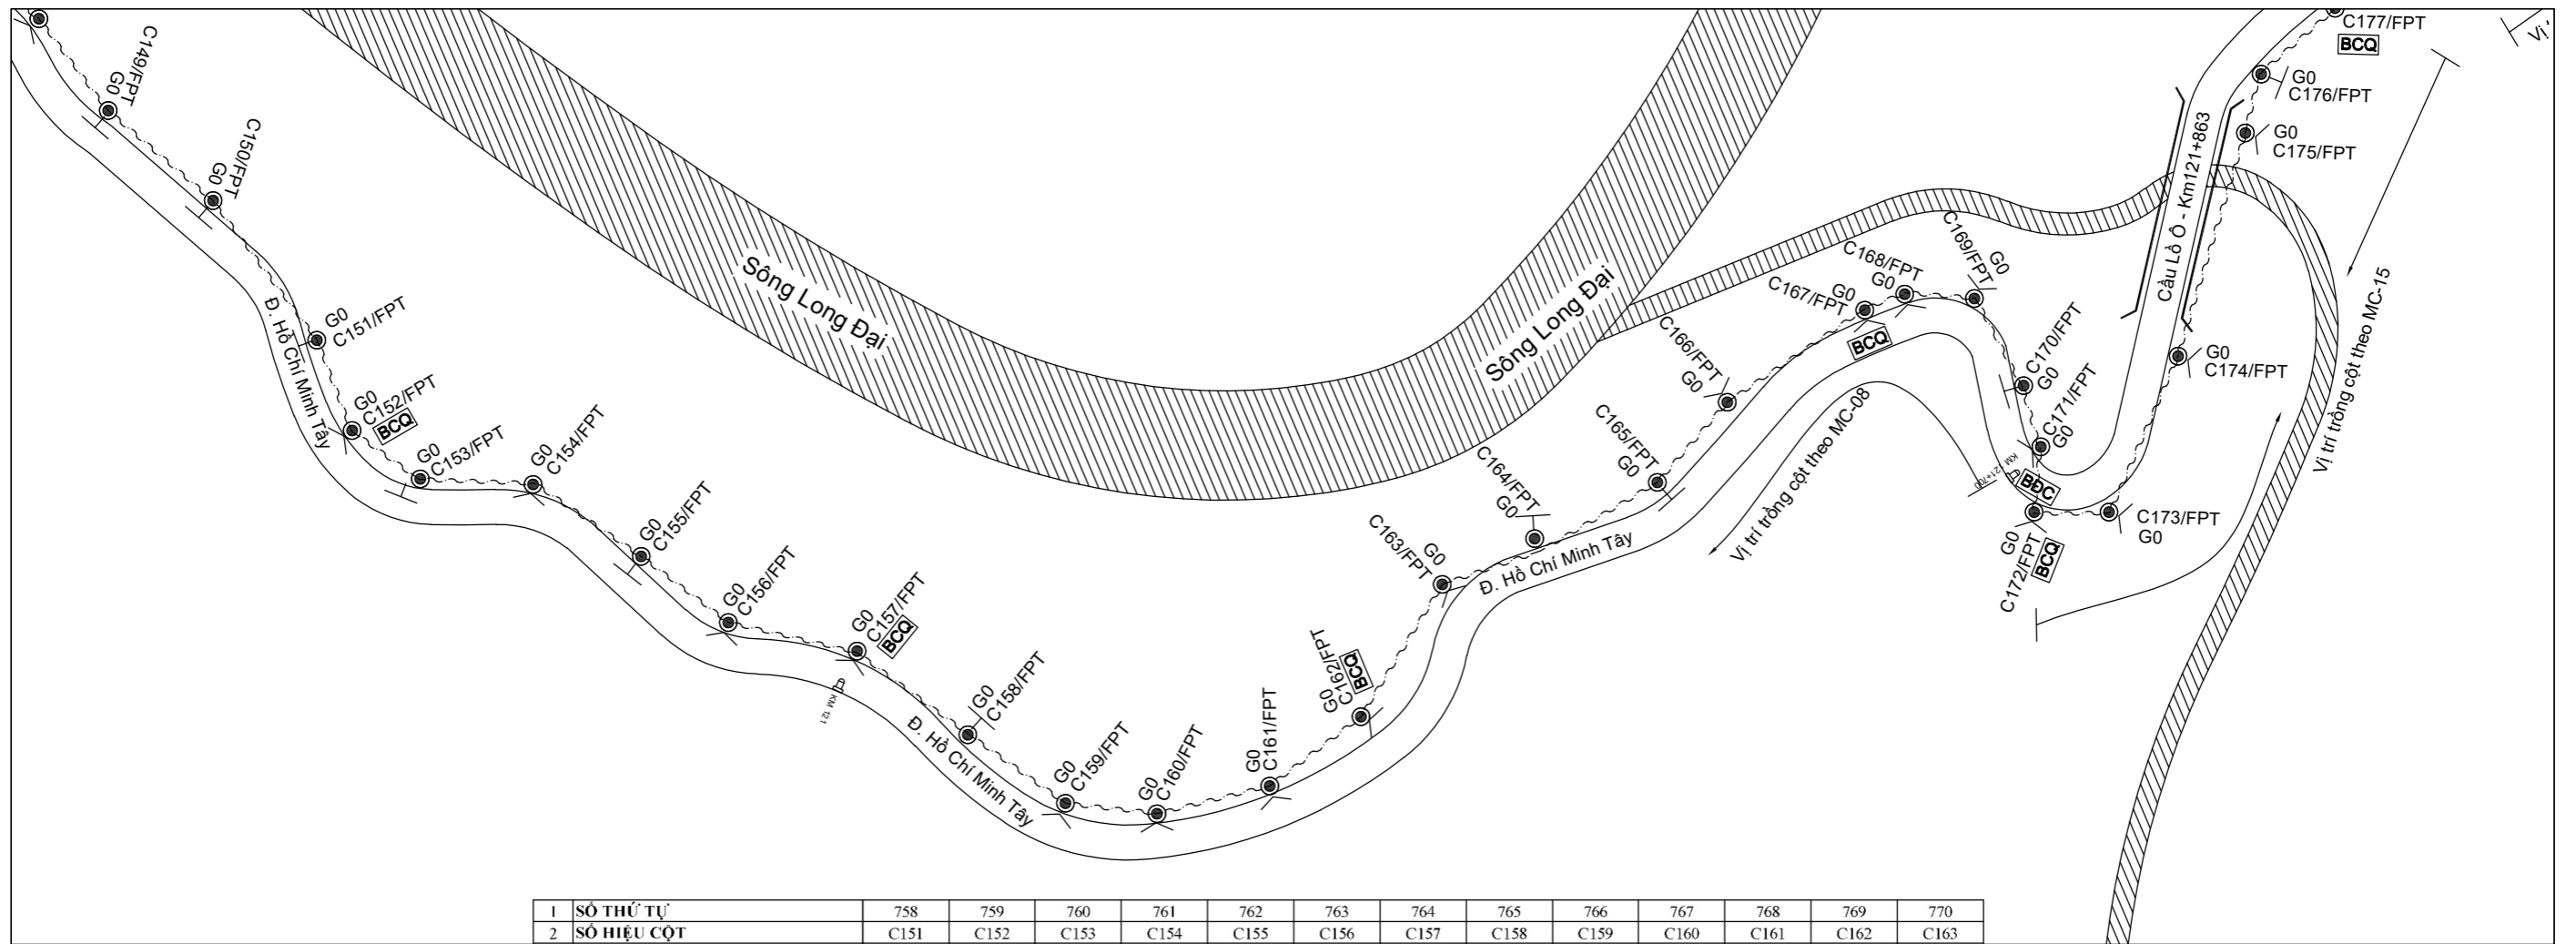 C149/FPT
G0
C150/FPT
G0
G0
C151/FPT
Đ. Hồ Chí Minh Tây
G0
C152/FPT
BCQ
G0
C153/FPT
G0
C154/FPT
G0
C155/FPT
G0
C156/FPT
G0
C157/FPT
BCQ
KM 121
G0
C158/FPT
Đ. Hồ Chí Minh Tây
G0
C159/FPT
G0
C160/FPT
G0
C161/FPT
G0
C162/FPT
BCQ
G0
C163/FPT
Sông Long Đại
Sông Long Đại
C164/FPT
G0
Đ. Hồ Chí Minh Tây
C165/FPT
G0
C166/FPT
G0
G0
C167/FPT
BCQ
C168/FPT
G0
G0
C169/FPT
Vị trí trồng cột theo MC-08
C170/FPT
G0
C171/FPT
G0
KM 121+700
BĐC
G0
C172/FPT
BCQ
C173/FPT
G0
G0
C174/FPT
Cầu Lò Ô - Km121+863
G0
C175/FPT
G0
C176/FPT
C177/FPT
BCQ
Vị trí trồng cột theo MC-15
Vị
1 SỐ THỨ TỰ 758 759 760 761 762 763 764 765 766 767 768 769 770
2 SỐ HIỆU CỘT C151 C152 C153 C154 C155 C156 C157 C158 C159 C160 C161 C162 C163